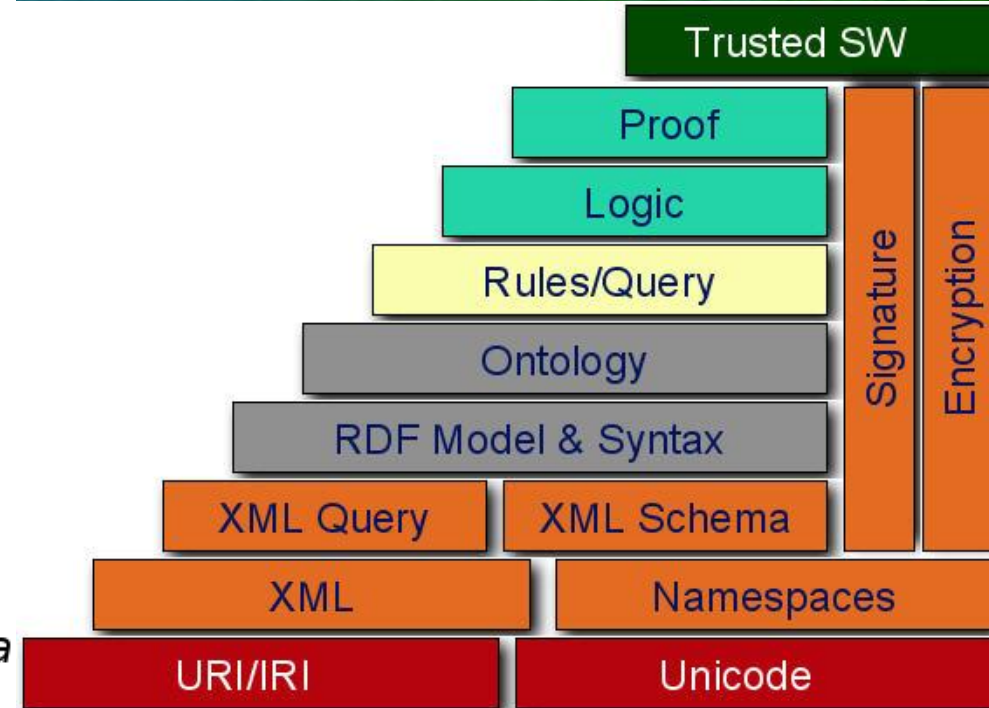 Trusted SW
Proof
Logic
Rules/Query
Ontology
RDF Model & Syntax
Signature
Encryption
XML Query
XML Schema
XML
Namespaces
a
URI/IRI
Unicode